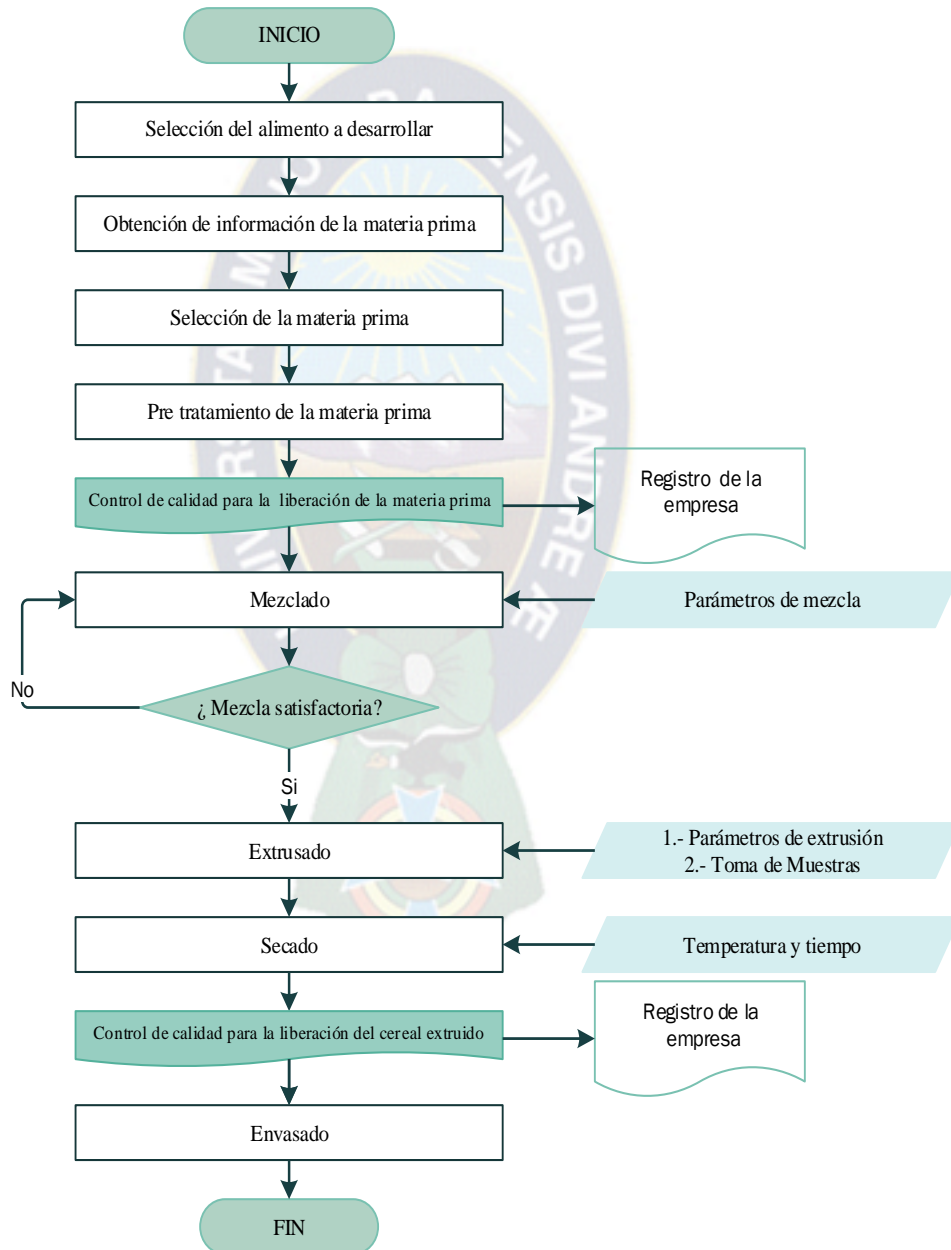 INICIO
Selección del alimento a desarrollar
Obtención de información de la materia prima
Selección de la materia prima
Pre tratamiento de la materia prima
Control de calidad para la liberación de la materia prima
Registro de la
empresa
Mezclado
Parámetros de mezcla
No
¿ Mezcla satisfactoria?
Si
Extrusado
1.- Parámetros de extrusión
2.- Toma de Muestras
Secado
Temperatura y tiempo
Control de calidad para la liberación del cereal extruido
Registro de la
empresa
Envasado
FIN
ENSIS DIVI ANDRE Æ